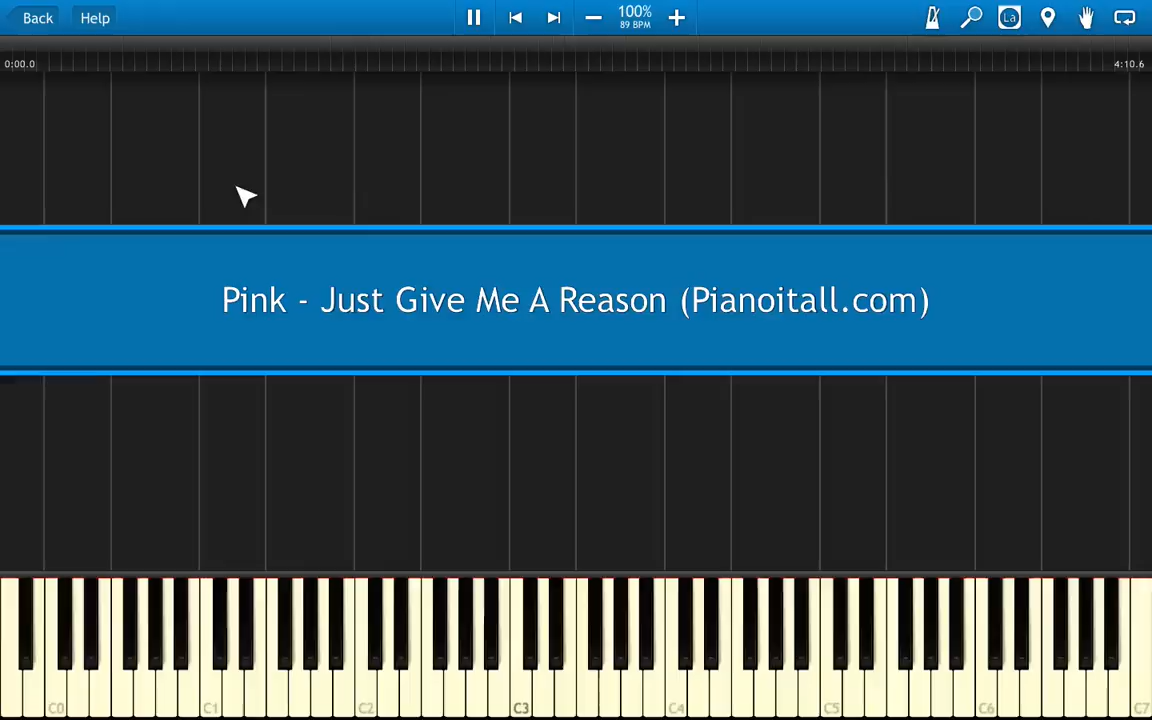 Back Help 100% La
89 BPM
0:00.0 4:10.6
Pink - Just Give Me A Reason (Pianoitall.com)
C0 C1 C2 C3 C4 C5 C6 C7